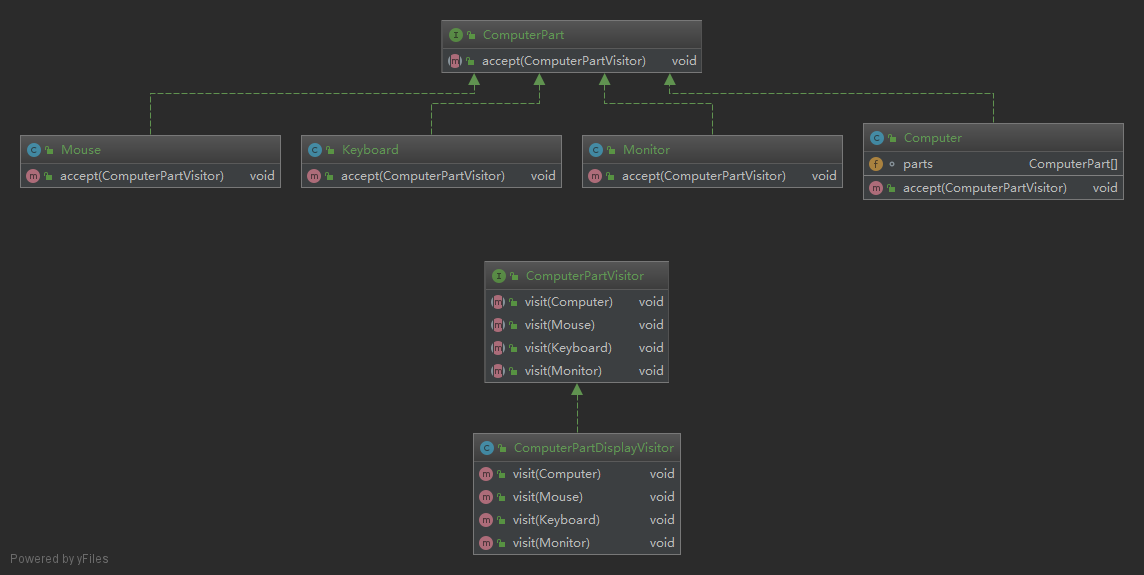 ComputerPart
accept(ComputerPartVisitor) void
Mouse
accept(ComputerPartVisitor) void
Keyboard
accept(ComputerPartVisitor) void
Monitor
accept(ComputerPartVisitor) void
Computer
parts ComputerPart[]
accept(ComputerPartVisitor) void
ComputerPartVisitor
visit(Computer) void
visit(Mouse) void
visit(Keyboard) void
visit(Monitor) void
ComputerPartDisplayVisitor
visit(Computer) void
visit(Mouse) void
visit(Keyboard) void
visit(Monitor) void
Powered by yFiles